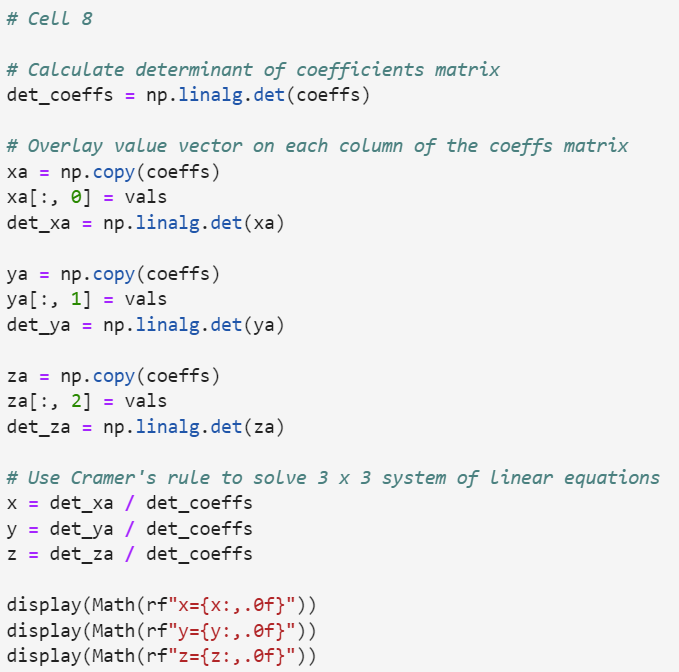 # Cell 8
# Calculate determinant of coefficients matrix
det_coeffs = np.linalg.det(coeffs)
# Overlay value vector on each column of the coeffs matrix
xa = np.copy(coeffs)
xa[:, 0] = vals
det_xa = np.linalg.det(xa)
ya = np.copy(coeffs)
ya[:, 1] = vals
det_ya = np.linalg.det(ya)
za = np.copy(coeffs)
za[:, 2] = vals
det_za = np.linalg.det(za)
# Use Cramer's rule to solve 3 x 3 system of linear equations
x = det_xa / det_coeffs
y = det_ya / det_coeffs
z = det_za / det_coeffs
display(Math(rf"x={x:,.0f}"))
display(Math(rf"y={y:,.0f}"))
display(Math(rf"z={z:,.0f}"))